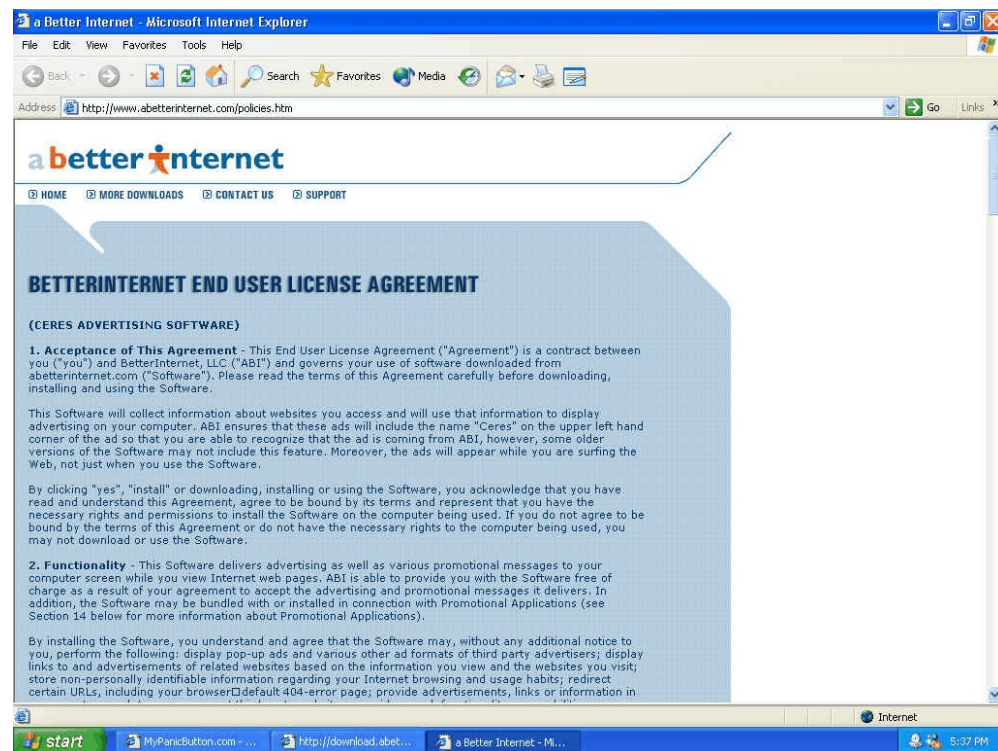 a Better Internet - Microsoft Internet Explorer
File Edit View Favorites Tools Help
Back Search Favorites Media
Address http://www.abetterinternet.com/policies.htm Go Links
a better internet
HOME MORE DOWNLOADS CONTACT US SUPPORT
BETTERINTERNET END USER LICENSE AGREEMENT
(CERES ADVERTISING SOFTWARE)
1. Acceptance of This Agreement - This End User License Agreement ("Agreement") is a contract between
you ("you") and BetterInternet, LLC ("ABI") and governs your use of software downloaded from
abetterinternet.com ("Software"). Please read the terms of this Agreement carefully before downloading,
installing and using the Software.
This Software will collect information about websites you access and will use that information to display
advertising on your computer. ABI ensures that these ads will include the name "Ceres" on the upper left hand
corner of the ad so that you are able to recognize that the ad is coming from ABI, however, some older
versions of the Software may not include this feature. Moreover, the ads will appear while you are surfing the
Web, not just when you use the Software.
By clicking "yes", "install" or downloading, installing or using the Software, you acknowledge that you have
read and understand this Agreement, agree to be bound by its terms and represent that you have the
necessary rights and permissions to install the Software on the computer being used. If you do not agree to be
bound by the terms of this Agreement or do not have the necessary rights to the computer being used, you
may not download or use the Software.
2. Functionality - This Software delivers advertising as well as various promotional messages to your
computer screen while you view Internet web pages. ABI is able to provide you with the Software free of
charge as a result of your agreement to accept the advertising and promotional messages it delivers. In
addition, the Software may be bundled with or installed in connection with Promotional Applications (see
Section 14 below for more information about Promotional Applications).
By installing the Software, you understand and agree that the Software may, without any additional notice to
you, perform the following: display pop-up ads and various other ad formats of third party advertisers; display
links to and advertisements of related websites based on the information you view and the websites you visit;
store non-personally identifiable information regarding your Internet browsing and usage habits; redirect
certain URLs, including your browser□default 404-error page; provide advertisements, links or information in
Internet
start MyPanicButton.com - ... http://download.abet... a Better Internet - Mi... 5:37 PM